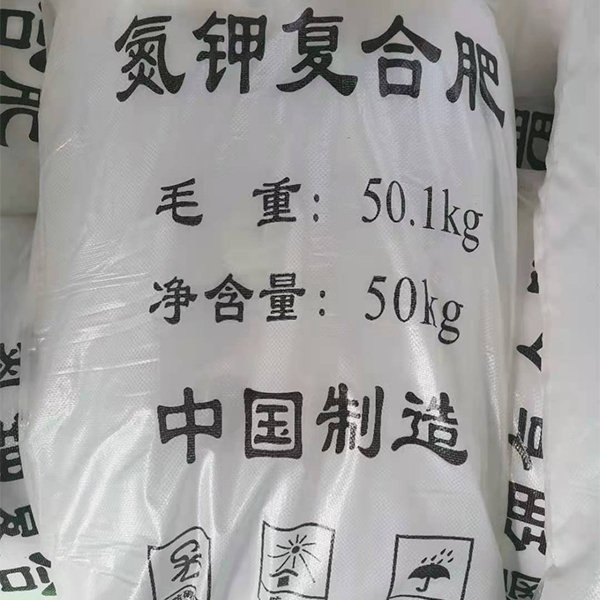 氮钾复合肥
毛 重：50.1kg
净含量：50kg
中国制造